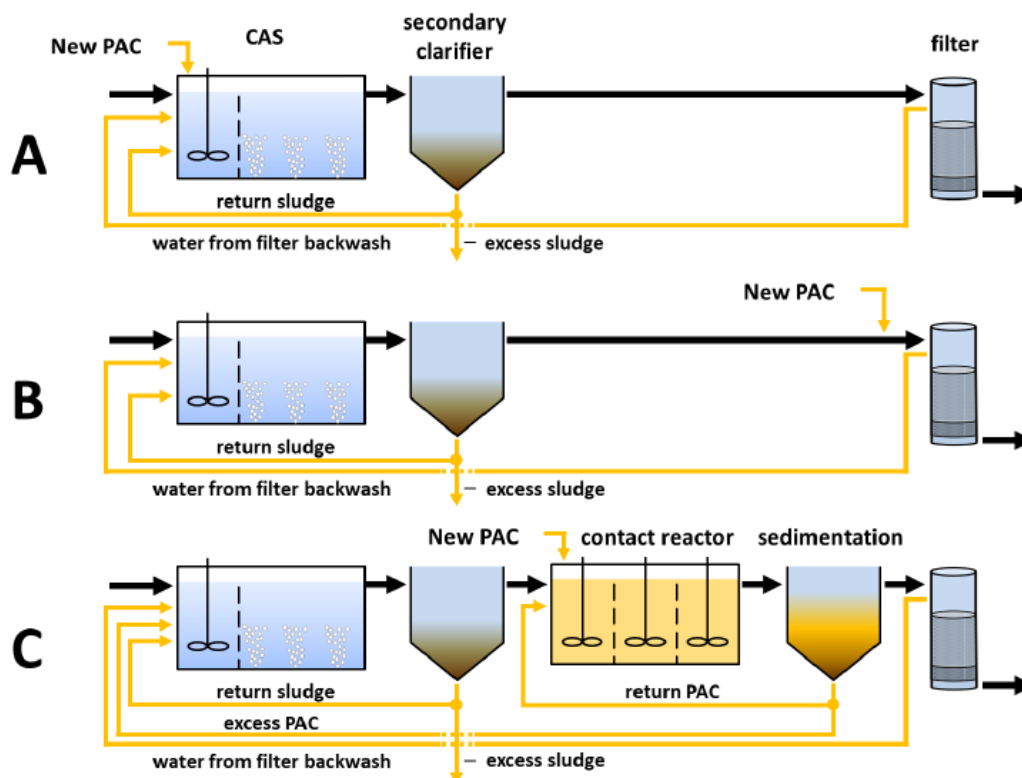 CAS
secondary
clarifier
filter
New PAC
A
return sludge
water from filter backwash
– excess sludge
New PAC
B
return sludge
water from filter backwash
– excess sludge
New PAC
contact reactor
sedimentation
C
return sludge
return PAC
excess PAC
water from filter backwash
– excess sludge